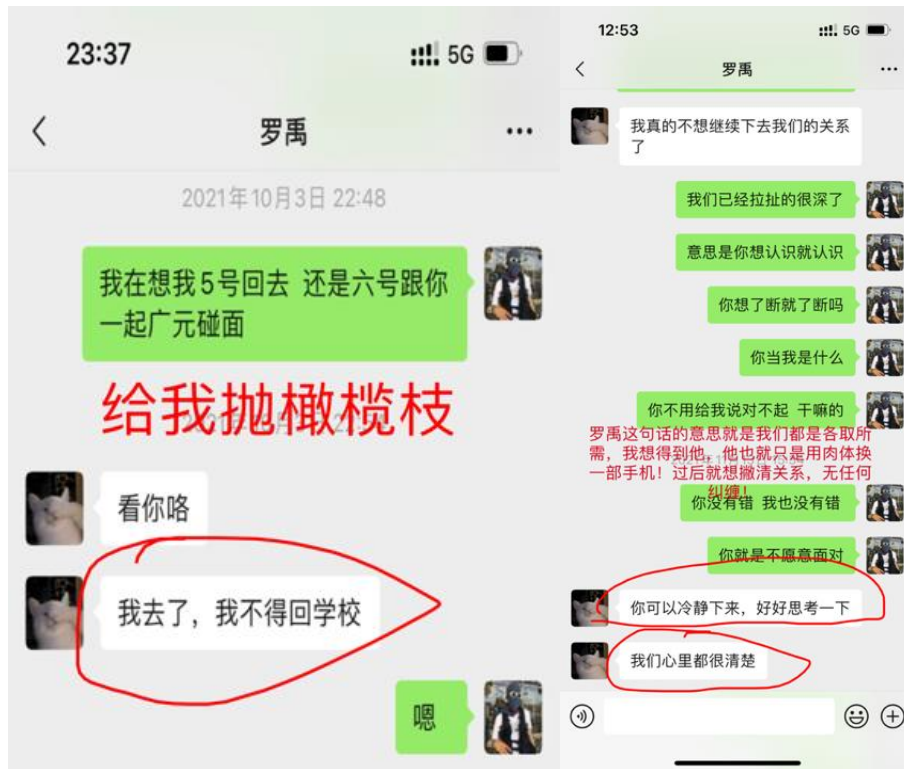 23:37
5G
罗禹
2021年10月3日 22:48
我在想我5号回去 还是六号跟你
一起广元碰面
给我抛橄榄枝
看你咯
我去了，我不得回学校
嗯
12:53
5G
罗禹
我真的不想继续下去我们的关系
了
我们已经拉扯的很深了
意思是你想认识就认识
你想了断就了断吗
你当我是什么
你不用给我说对不起 干嘛的
罗禹这句话的意思就是我们都是各取所
需，我想得到他，他也就只是用肉体换
一部手机！过后就想撇清关系，无任何
纠缠！
你没有错 我也没有错
你就是不愿意面对
你可以冷静下来，好好思考一下
我们心里都很清楚